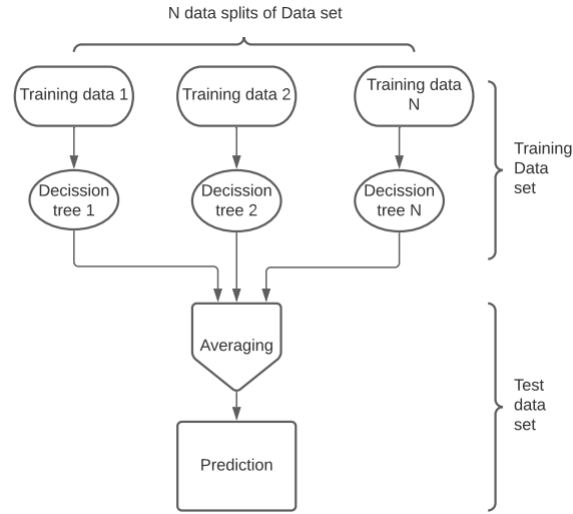 N data splits of Data set
Training data 1
Training data 2
Training data
N
Training
Data
set
Decission
tree 1
Decission
tree 2
Decission
tree N
Averaging
Test
data
set
Prediction